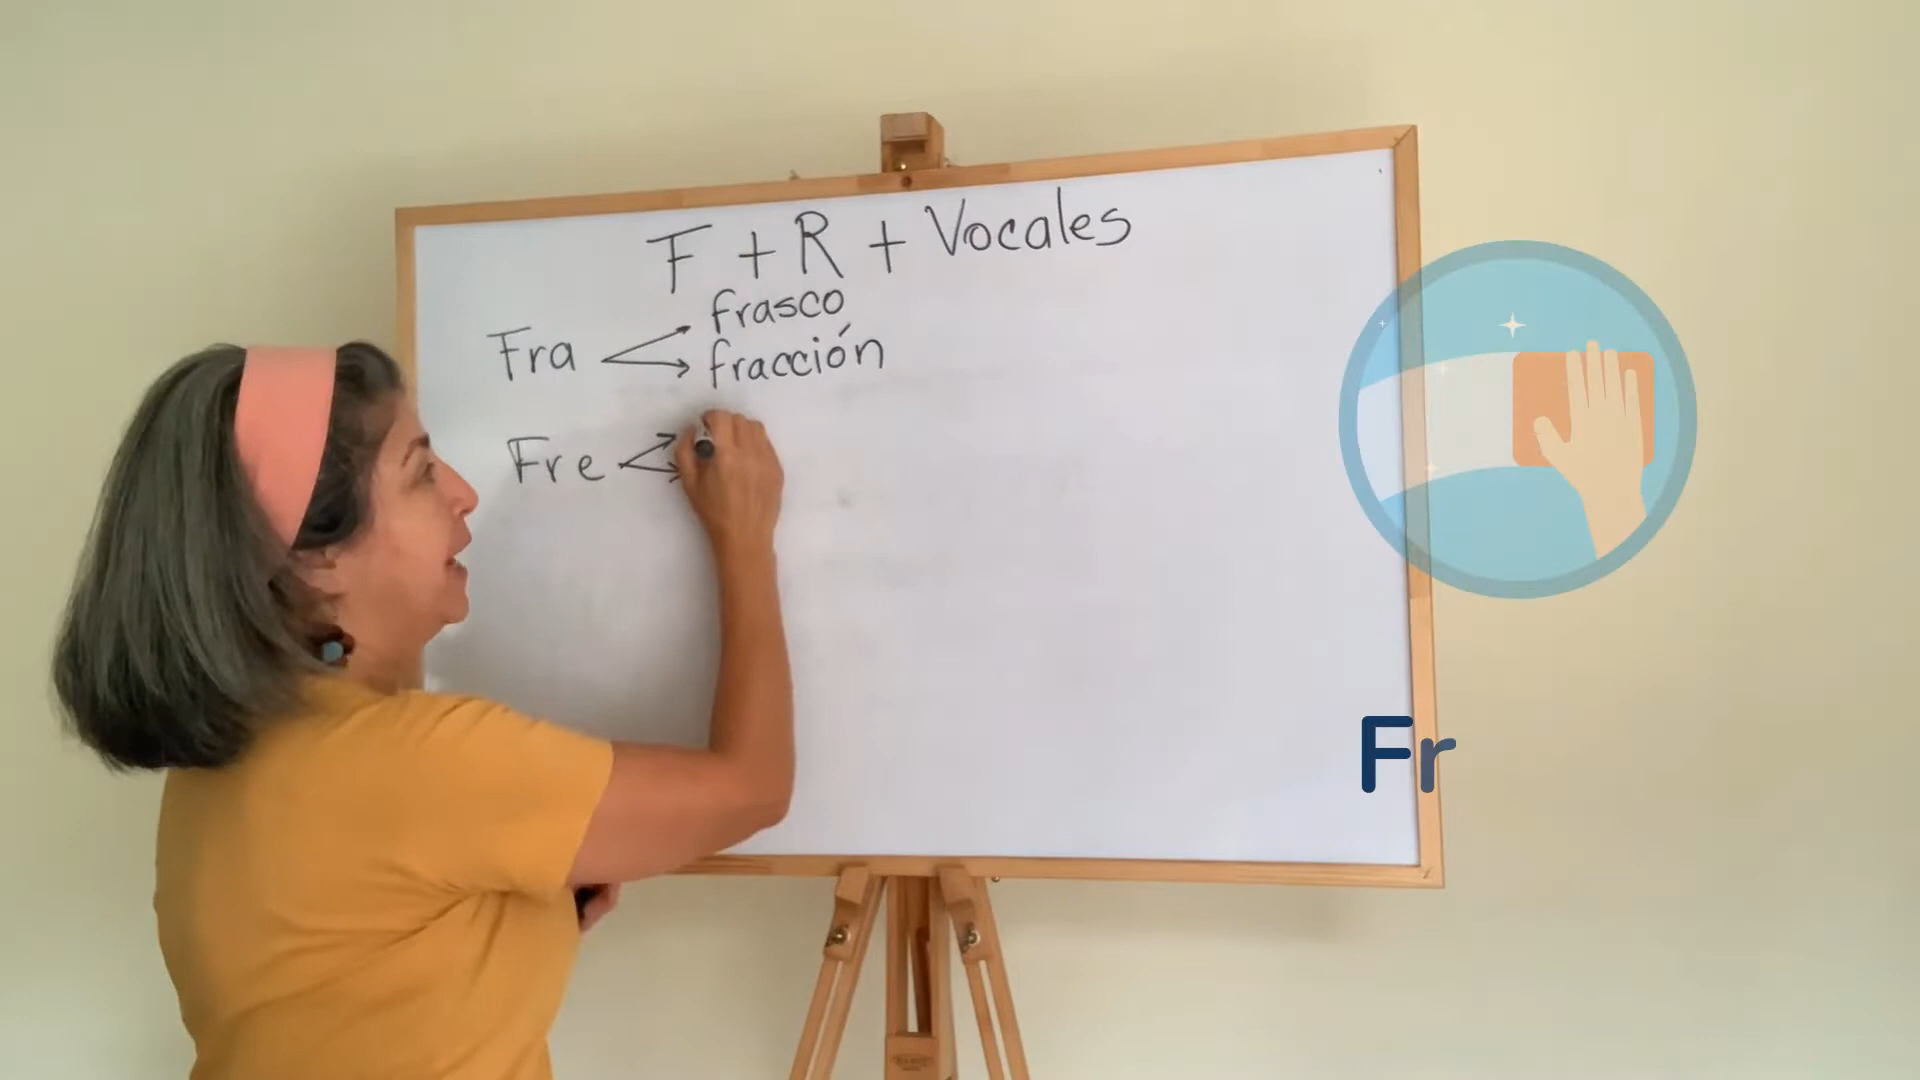 F + R + Vocales
frasco
Fra
fracción
Fre
Fr